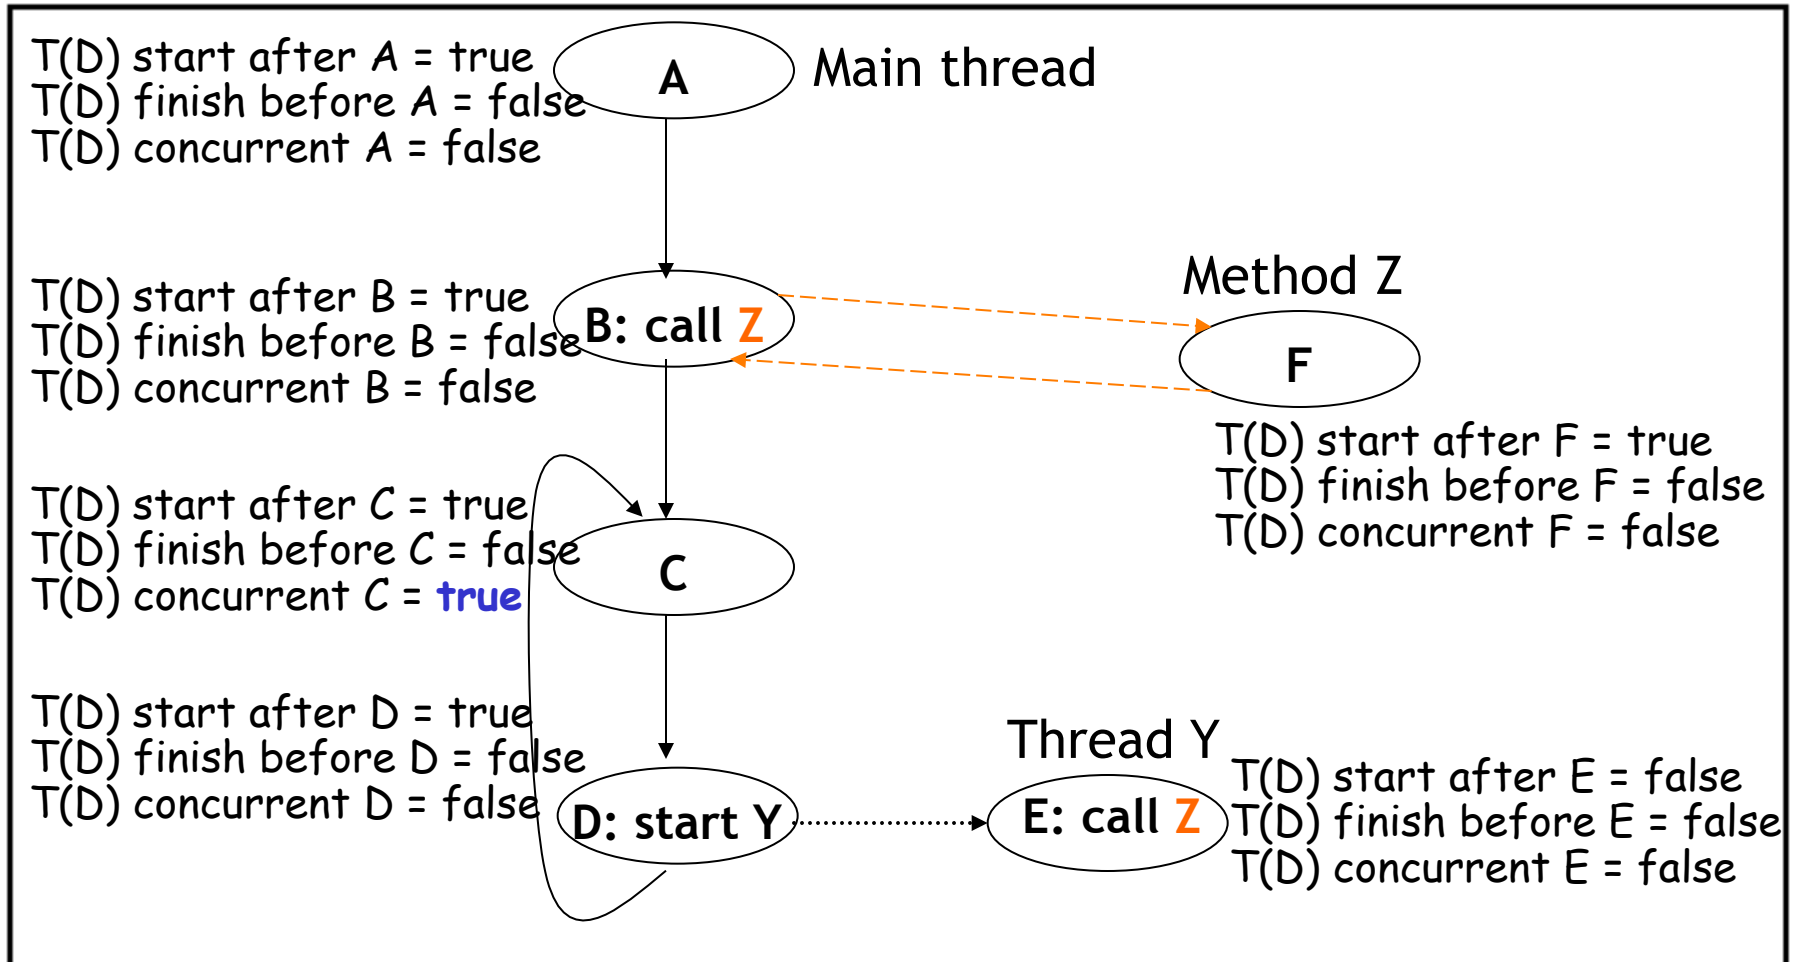 T(D) start after A = true
T(D) finish before A = false
T(D) concurrent A = false
A
Main thread
T(D) start after B = true
T(D) finish before B = false
T(D) concurrent B = false
B: call Z
Method Z
F
T(D) start after F = true
T(D) finish before F = false
T(D) concurrent F = false
T(D) start after C = true
T(D) finish before C = false
T(D) concurrent C = true
C
T(D) start after D = true
T(D) finish before D = false
T(D) concurrent D = false
D: start Y
Thread Y
E: call Z
T(D) start after E = false
T(D) finish before E = false
T(D) concurrent E = false